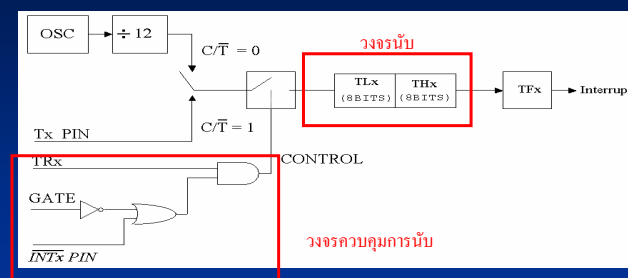 OSC
÷ 12
C/T̅ = 0
วงจรนับ
TLx
(8BITS)
THx
(8BITS)
TFx
Interrup
Tx PIN
C/T̅ = 1
TRx
CONTROL
GATE
I̅N̅T̅x̅ PIN
วงจรควบคุมการนับ